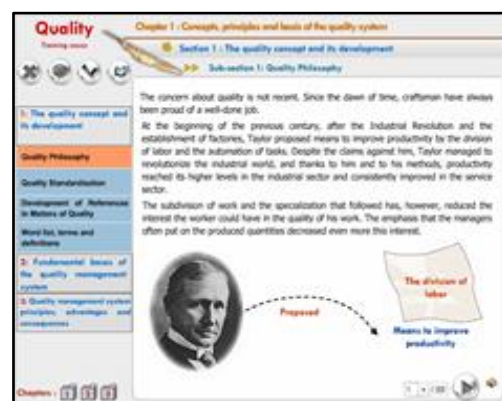 Quality
Training course
Chapter 1 : Concepts, principles and bases of the quality system
Section 1 : The quality concept and its development
Sub-section 1: Quality Philosophy
1: The quality concept and
its development
Quality Philosophy
Quality Standardisation
Development of References
in Matters of Quality
Word list, terms and
definitions
2: Fundamental bases of
the quality management
system
3: Quality management system
principles, advantages and
consequences
Chapters :
1 2 3
The concern about quality is not recent. Since the dawn of time, craftsman have always
been proud of a well-done job.
At the beginning of the previous century, after the Industrial Revolution and the
establishment of factories, Taylor proposed means to improve productivity by the division
of labor and the automation of tasks. Despite the claims against him, Taylor managed to
revolutionize the industrial world, and thanks to him and to his methods, productivity
reached its higher levels in the industrial sector and consistently improved in the service
sector.
The subdivision of work and the specialization that followed has, however, reduced the
interest the worker could have in the quality of his work. The emphasis that the managers
often put on the produced quantities decreased even more this interest.
Proposed
The division of
labor
Means to improve
productivity